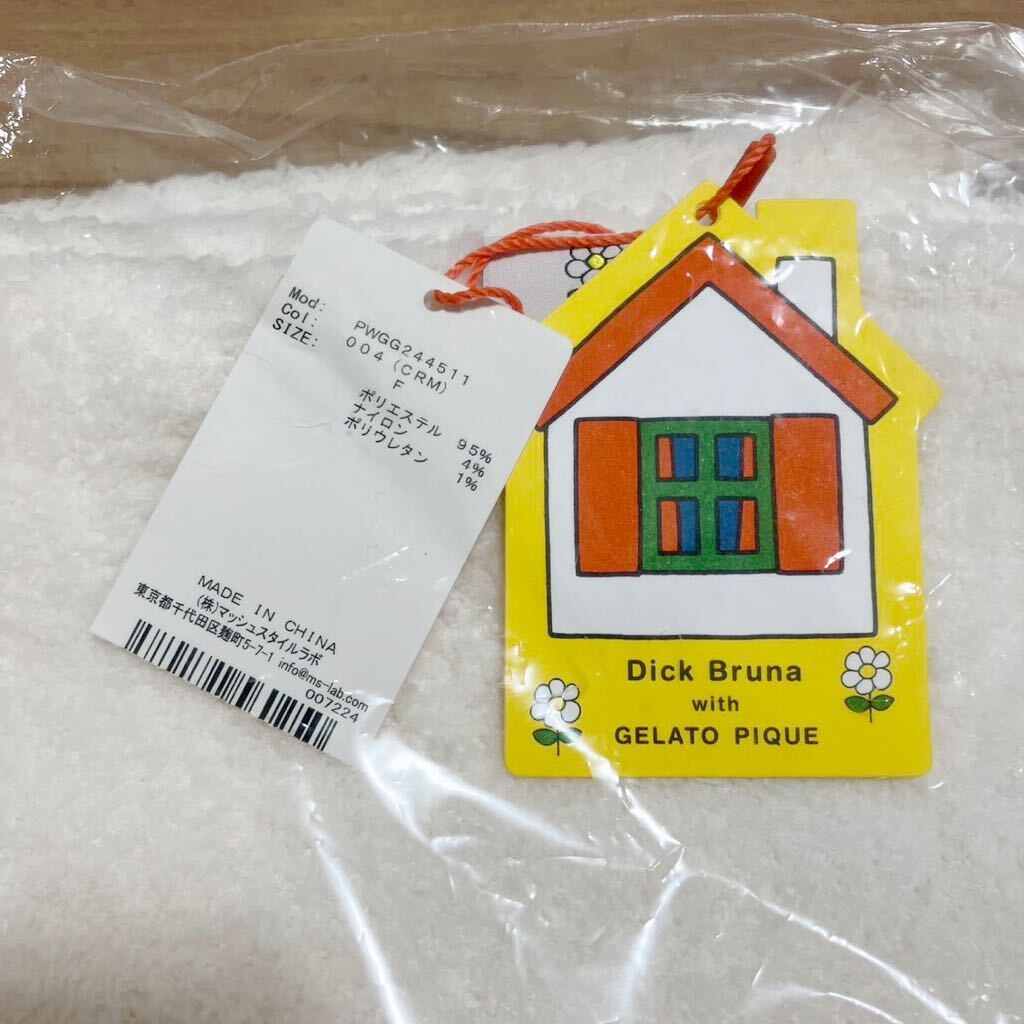 Mod: PWGG244511
Col: 004(CRM)
SIZE: F
ポリエステル 95%
ナイロン 4%
ポリウレタン 1%
MADE IN CHINA
(株)マッシュスタイルラボ
東京都千代田区麹町5-7-1 info@ms-lab.com
007224
Dick Bruna
with
GELATO PIQUE